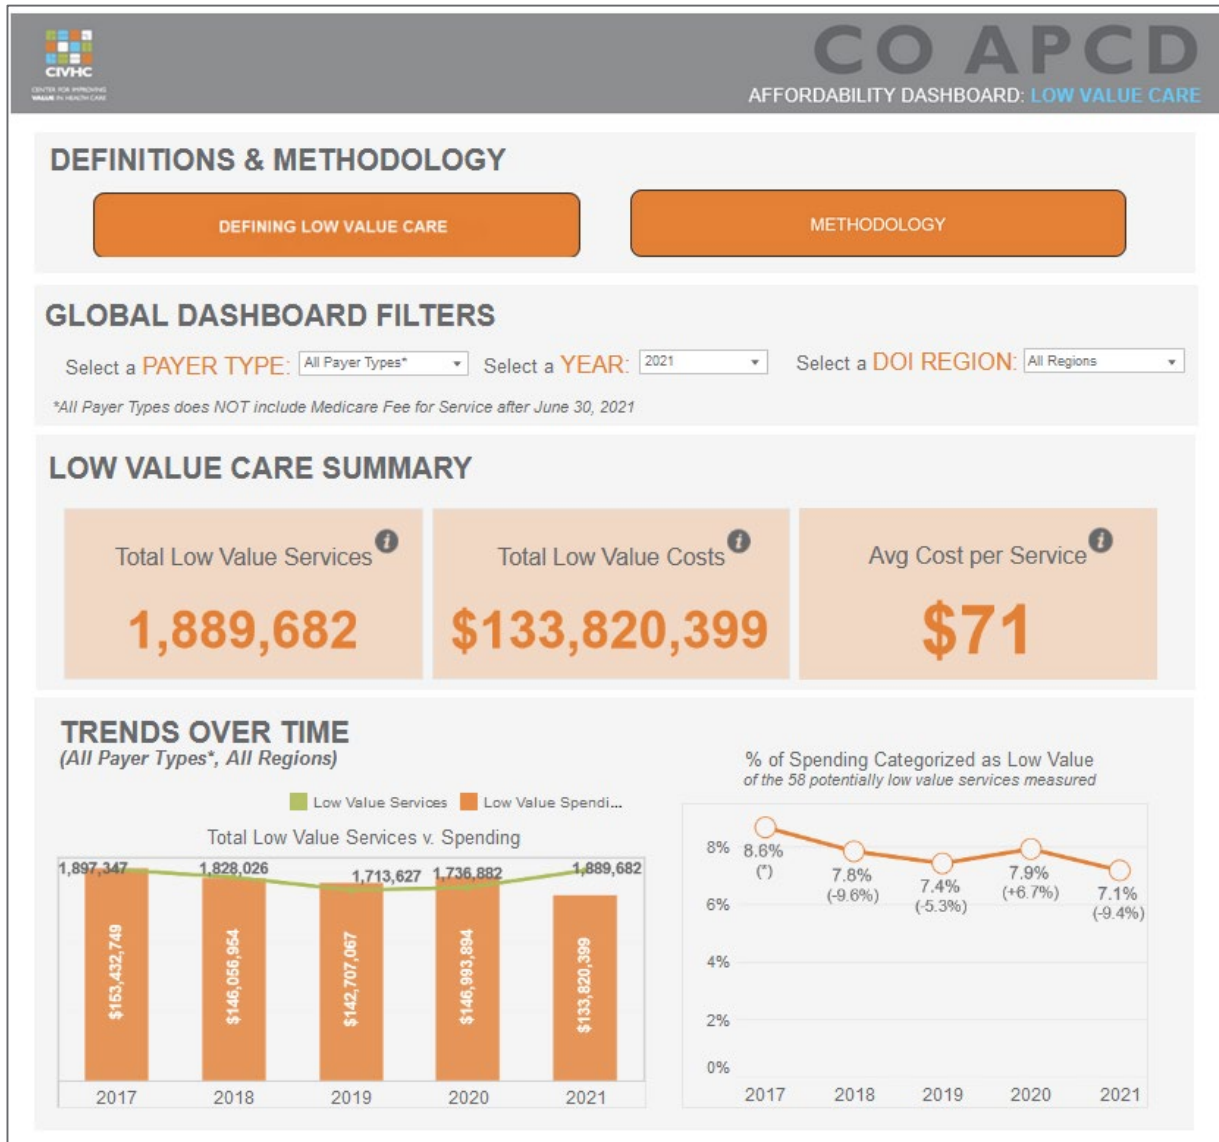 CIVHC
CENTER FOR IMPROVING
VALUE IN HEALTH CARE
CO APCD
AFFORDABILITY DASHBOARD: LOW VALUE CARE
DEFINITIONS & METHODOLOGY
DEFINING LOW VALUE CARE
METHODOLOGY
GLOBAL DASHBOARD FILTERS
Select a PAYER TYPE: All Payer Types* Select a YEAR: 2021 Select a DOI REGION: All Regions
*All Payer Types does NOT include Medicare Fee for Service after June 30, 2021
LOW VALUE CARE SUMMARY
Total Low Value Services i
1,889,682
Total Low Value Costs i
$133,820,399
Avg Cost per Service i
$71
TRENDS OVER TIME
(All Payer Types*, All Regions)
Low Value Services Low Value Spendi...
Total Low Value Services v. Spending
1,897,347 1,828,026 1,713,627 1,736,882 1,889,682
$153,432,749 $146,056,954 $142,707,067 $146,993,894 $133,820,399
2017 2018 2019 2020 2021
% of Spending Categorized as Low Value
of the 58 potentially low value services measured
8%
6%
4%
2%
0%
8.6% 7.8% 7.4% 7.9% 7.1%
(*) (-9.6%) (-5.3%) (+6.7%) (-9.4%)
2017 2018 2019 2020 2021